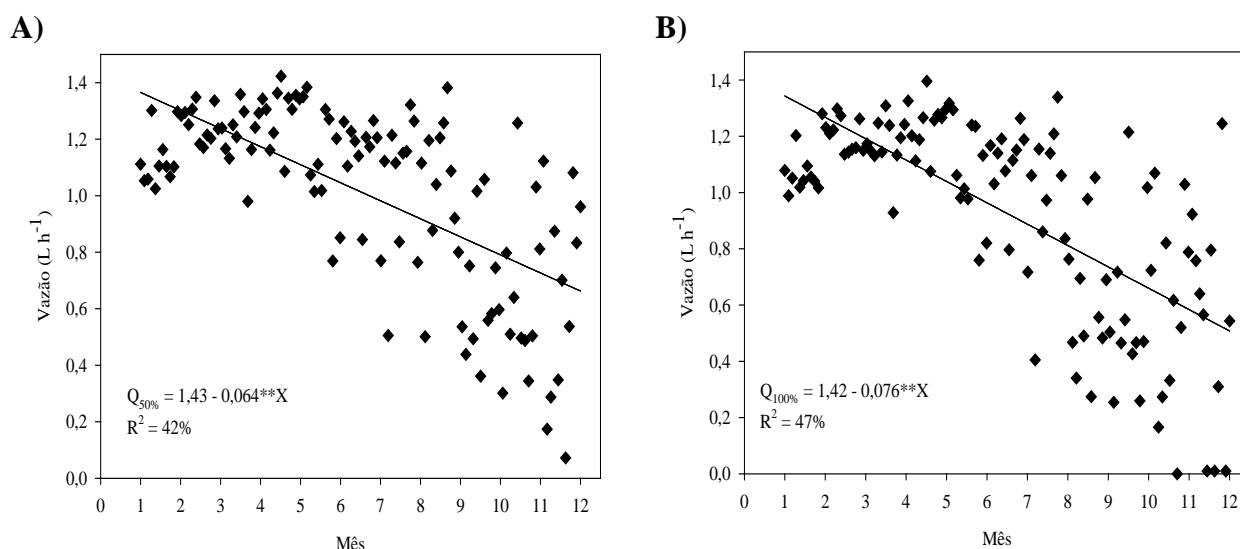 A)
Vazão (L h⁻¹)
1,4
1,2
1,0
0,8
0,6
0,4
0,2
0,0
Q50% = 1,43 - 0,064**X
R² = 42%
0 1 2 3 4 5 6 7 8 9 10 11 12
Mês
B)
Vazão (L h⁻¹)
1,4
1,2
1,0
0,8
0,6
0,4
0,2
0,0
Q100% = 1,42 - 0,076**X
R² = 47%
0 1 2 3 4 5 6 7 8 9 10 11 12
Mês